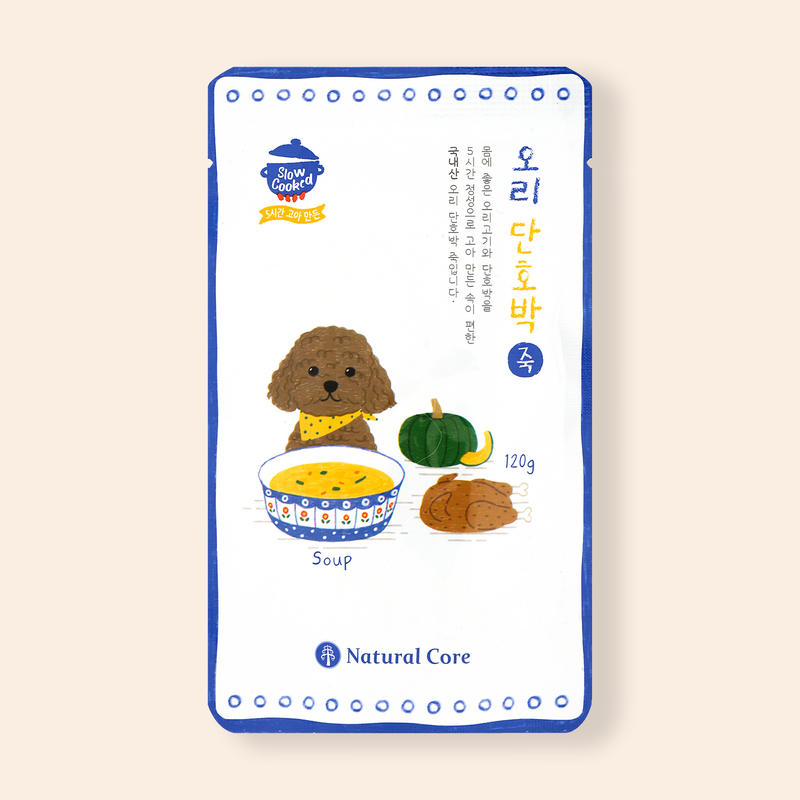 Slow
Cooked
5시간 고아 만든
오리
단호박
죽
몸에 좋은 오리고기와 단호박을
5시간 정성으로 고아 만든 속이 편한
국내산 오리 단호박 죽입니다.
120g
Soup
Natural Core